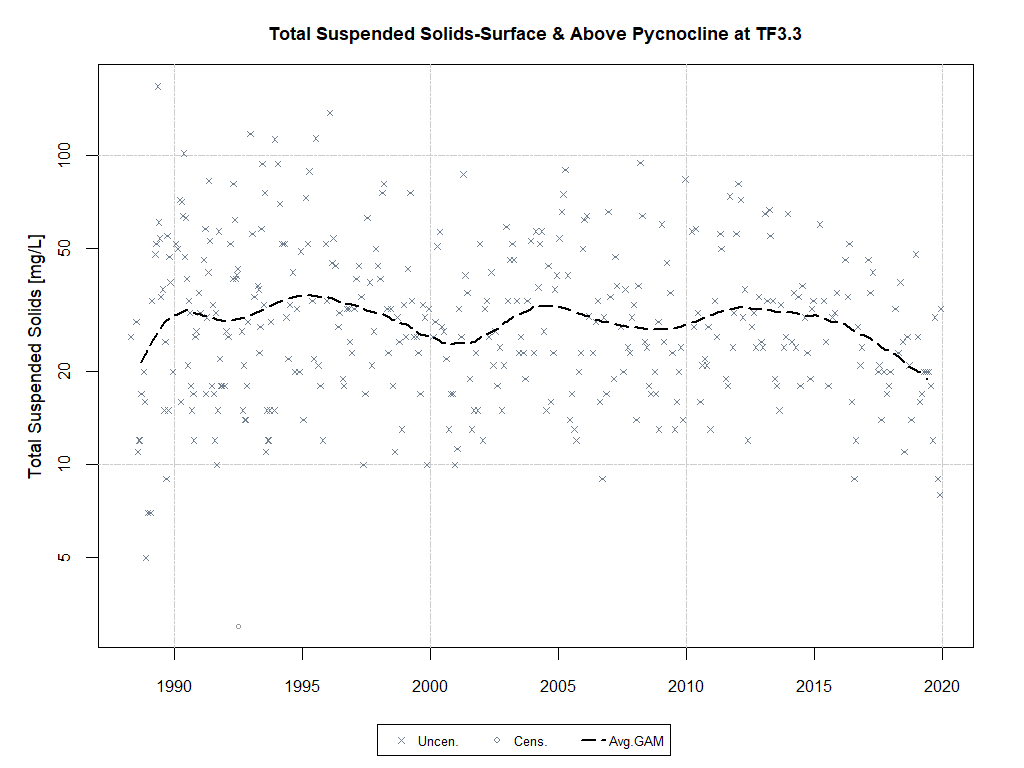 Total Suspended Solids-Surface & Above Pycnocline at TF3.3
Total Suspended Solids [mg/L]
100
50
20
10
5
1990 1995 2000 2005 2010 2015 2020
Uncen. Cens. Avg.GAM